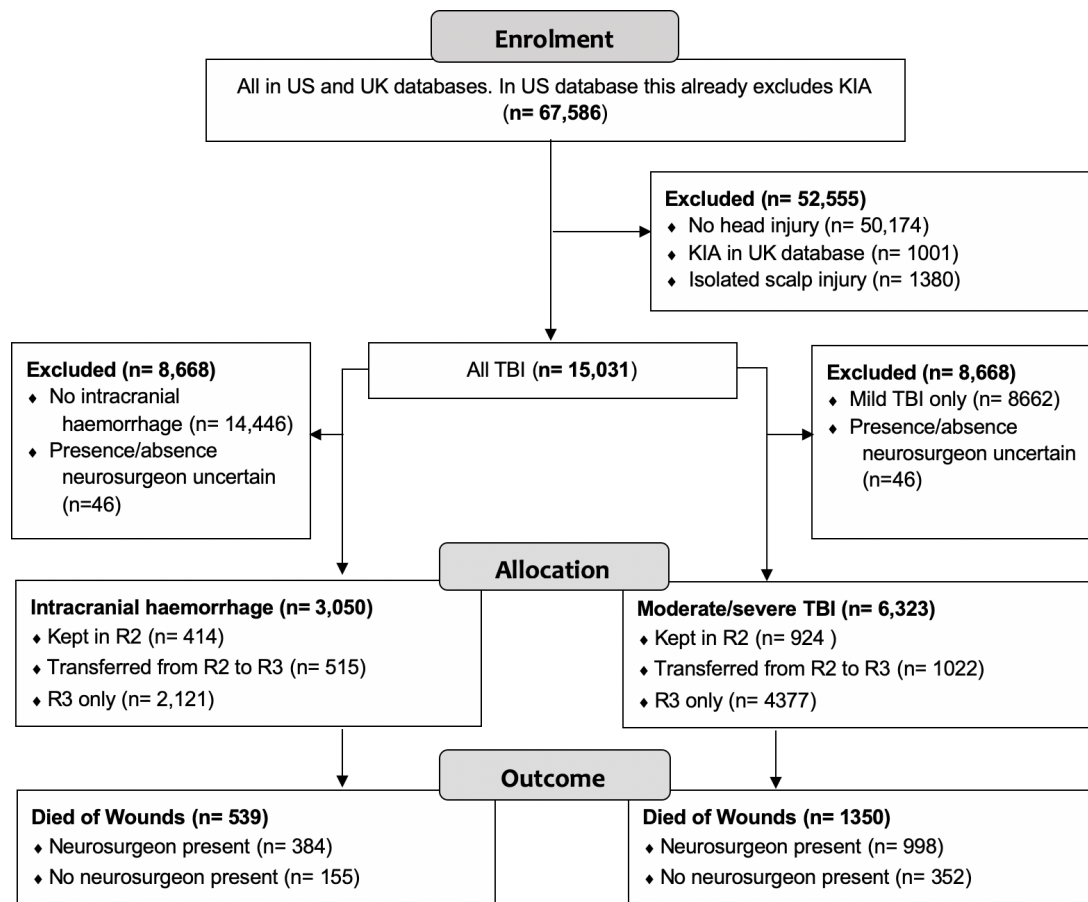 Enrolment
All in US and UK databases. In US database this already excludes KIA
(n= 67,586)
Excluded (n= 52,555)
♦ No head injury (n= 50,174)
♦ KIA in UK database (n= 1001)
♦ Isolated scalp injury (n= 1380)
All TBI (n= 15,031)
Excluded (n= 8,668)
♦ No intracranial
haemorrhage (n= 14,446)
♦ Presence/absence
neurosurgeon uncertain
(n=46)
Excluded (n= 8,668)
♦ Mild TBI only (n= 8662)
♦ Presence/absence
neurosurgeon uncertain
(n=46)
Allocation
Intracranial haemorrhage (n= 3,050)
♦ Kept in R2 (n= 414)
♦ Transferred from R2 to R3 (n= 515)
♦ R3 only (n= 2,121)
Moderate/severe TBI (n= 6,323)
♦ Kept in R2 (n= 924 )
♦ Transferred from R2 to R3 (n= 1022)
♦ R3 only (n= 4377)
Outcome
Died of Wounds (n= 539)
♦ Neurosurgeon present (n= 384)
♦ No neurosurgeon present (n= 155)
Died of Wounds (n= 1350)
♦ Neurosurgeon present (n= 998)
♦ No neurosurgeon present (n= 352)